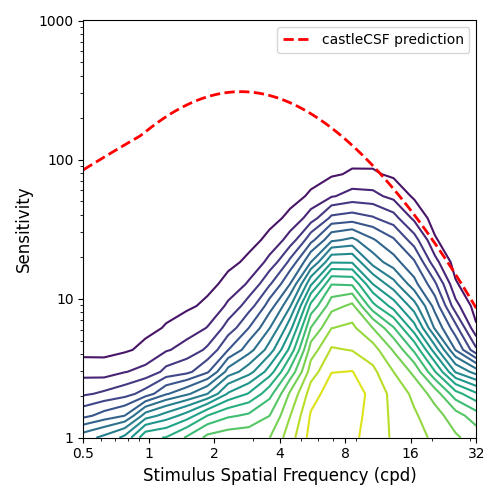 1000
castleCSF prediction
100
Sensitivity
10
1
0.5 1 2 4 8 16 32
Stimulus Spatial Frequency (cpd)